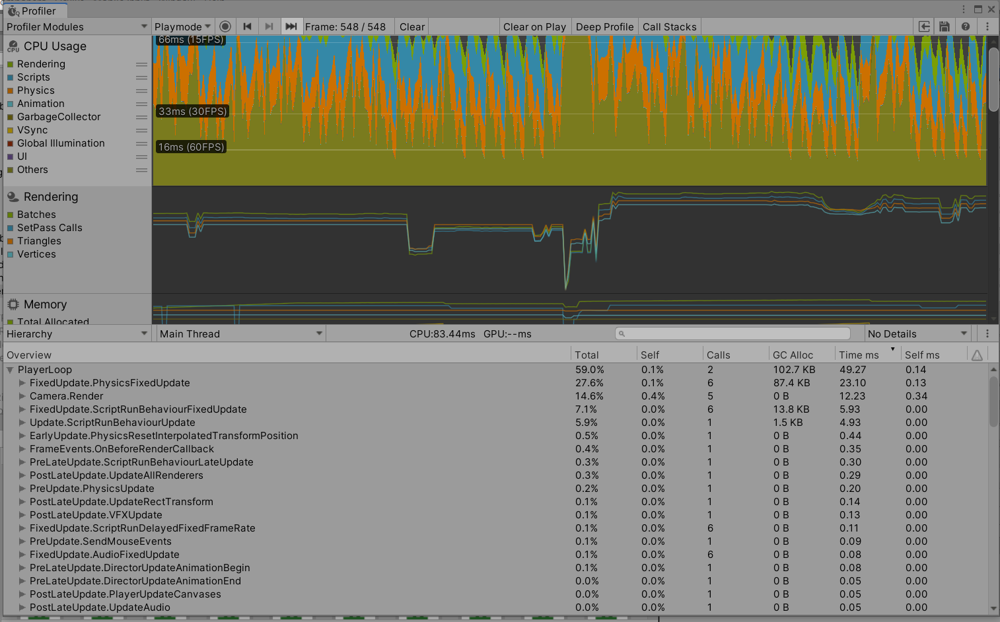 Profiler
Profiler Modules
Playmode
Frame: 548 / 548
Clear
Clear on Play
Deep Profile
Call Stacks
CPU Usage
Rendering
Scripts
Physics
Animation
GarbageCollector
VSync
Global Illumination
UI
Others
66ms (15FPS)
33ms (30FPS)
16ms (60FPS)
Rendering
Batches
SetPass Calls
Triangles
Vertices
Memory
Total Allocated
Hierarchy
Main Thread
CPU:83.44ms GPU:--ms
No Details
Overview Total Self Calls GC Alloc Time ms Self ms
PlayerLoop 59.0% 0.1% 2 102.7 KB 49.27 0.14
FixedUpdate.PhysicsFixedUpdate 27.6% 0.1% 6 87.4 KB 23.10 0.13
Camera.Render 14.6% 0.4% 5 0 B 12.23 0.34
FixedUpdate.ScriptRunBehaviourFixedUpdate 7.1% 0.0% 6 13.8 KB 5.93 0.00
Update.ScriptRunBehaviourUpdate 5.9% 0.0% 1 1.5 KB 4.93 0.00
EarlyUpdate.PhysicsResetInterpolatedTransformPosition 0.5% 0.0% 1 0 B 0.44 0.00
FrameEvents.OnBeforeRenderCallback 0.4% 0.0% 1 0 B 0.35 0.00
PreLateUpdate.ScriptRunBehaviourLateUpdate 0.3% 0.0% 1 0 B 0.30 0.00
PostLateUpdate.UpdateAllRenderers 0.3% 0.0% 1 0 B 0.29 0.00
PreUpdate.PhysicsUpdate 0.2% 0.0% 1 0 B 0.20 0.00
PostLateUpdate.UpdateRectTransform 0.1% 0.0% 1 0 B 0.14 0.00
PostLateUpdate.VFXUpdate 0.1% 0.0% 1 0 B 0.13 0.00
FixedUpdate.ScriptRunDelayedFixedFrameRate 0.1% 0.0% 6 0 B 0.11 0.00
PreUpdate.SendMouseEvents 0.1% 0.0% 1 0 B 0.09 0.00
FixedUpdate.AudioFixedUpdate 0.1% 0.0% 6 0 B 0.08 0.00
PreLateUpdate.DirectorUpdateAnimationBegin 0.1% 0.0% 1 0 B 0.08 0.00
PreLateUpdate.DirectorUpdateAnimationEnd 0.0% 0.0% 1 0 B 0.05 0.00
PostLateUpdate.PlayerUpdateCanvases 0.0% 0.0% 1 0 B 0.05 0.00
PostLateUpdate.UpdateAudio 0.0% 0.0% 1 0 B 0.05 0.00